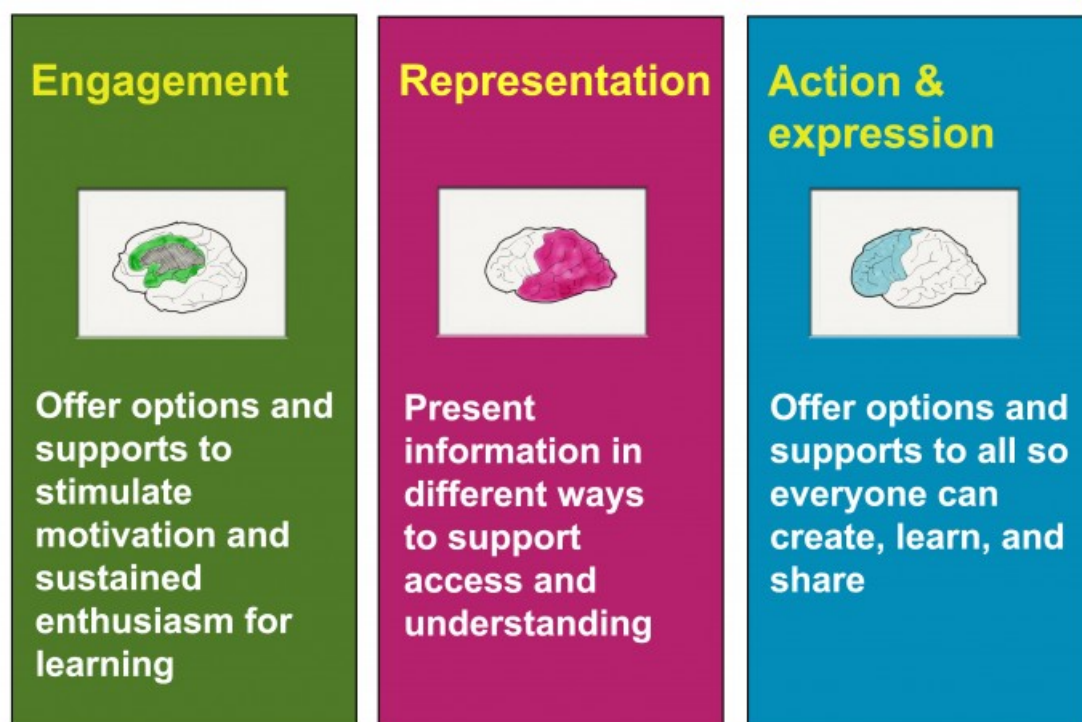 Engagement
Offer options and
supports to
stimulate
motivation and
sustained
enthusiasm for
learning
Representation
Present
information in
different ways
to support
access and
understanding
Action &
expression
Offer options and
supports to all so
everyone can
create, learn, and
share